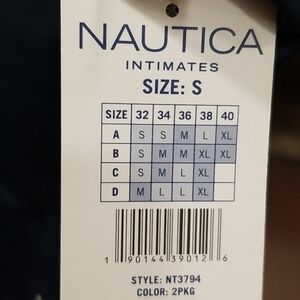 NAUTICA
INTIMATES
SIZE: S
SIZE 32 34 36 38 40
A S S M L XL
B S M M XL XL
C S M L XL
D M L L XL
1 90144 39012 6
STYLE: NT3794
COLOR: 2PKG